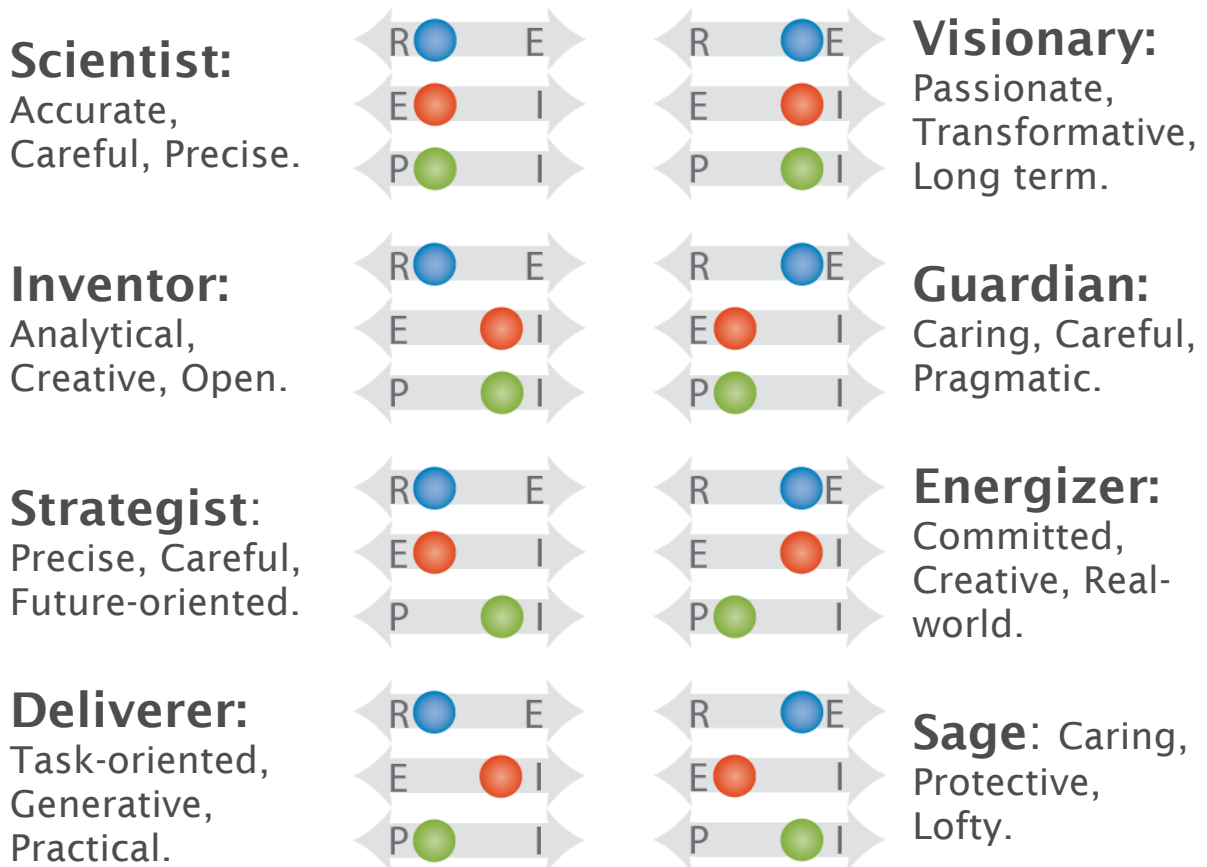 Scientist:
Accurate,
Careful, Precise.
R E
E I
P I
R E
E I
P I
Visionary:
Passionate,
Transformative,
Long term.
Inventor:
Analytical,
Creative, Open.
R E
E I
P I
R E
E I
P I
Guardian:
Caring, Careful,
Pragmatic.
Strategist:
Precise, Careful,
Future-oriented.
R E
E I
P I
R E
E I
P I
Energizer:
Committed,
Creative, Real-
world.
Deliverer:
Task-oriented,
Generative,
Practical.
R E
E I
P I
R E
E I
P I
Sage: Caring,
Protective,
Lofty.